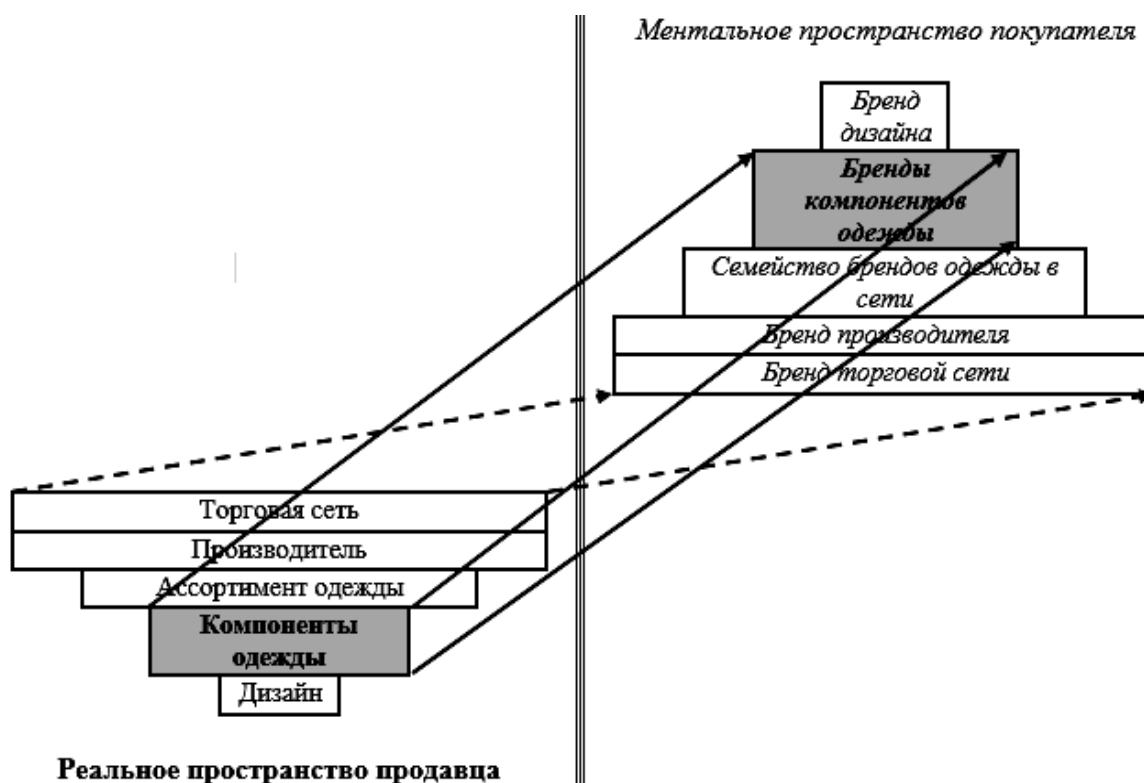 Ментальное пространство покупателя
Бренд
дизайна
Бренды
компонентов
одежды
Семейство брендов одежды в
сети
Бренд производителя
Бренд торговой сети
Торговая сеть
Производитель
Ассортимент одежды
Компоненты
одежды
Дизайн
Реальное пространство продавца